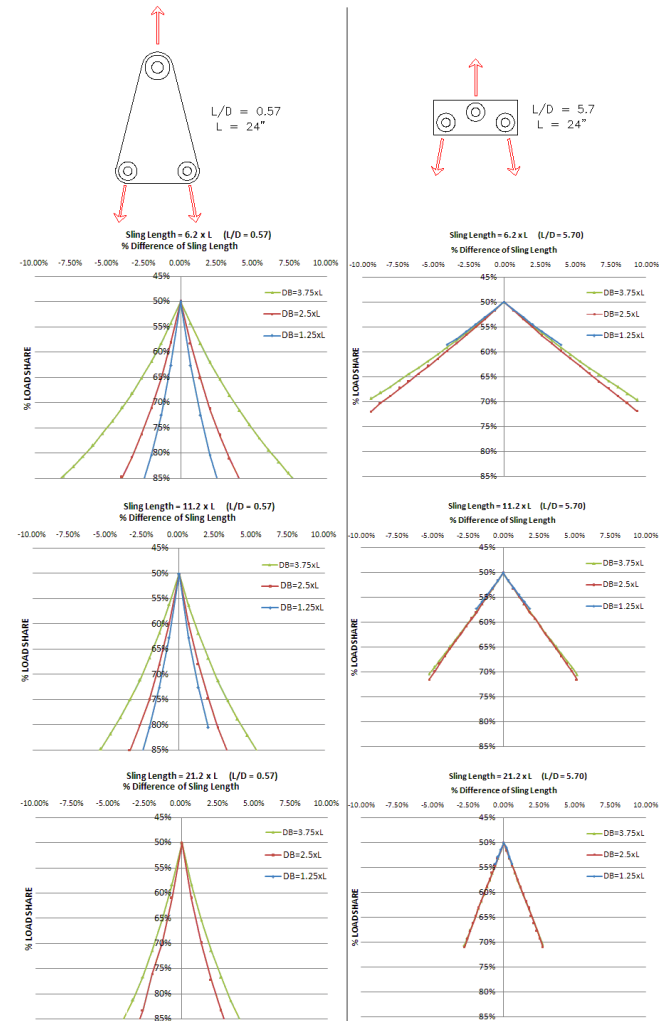 L/D = 0.57
L = 24"
Sling Length = 6.2 x L (L/D = 0.57)
% Difference of Sling Length
-10.00% -7.50% -5.00% -2.50% 0.00% 2.50% 5.00% 7.50% 10.00%
45%
50%
55%
60%
65%
70%
75%
80%
85%
% LOAD SHARE
DB=3.75xL
DB=2.5xL
DB=1.25xL
Sling Length = 11.2 x L (L/D = 0.57)
% Difference of Sling Length
-10.00% -7.50% -5.00% -2.50% 0.00% 2.50% 5.00% 7.50% 10.00%
45%
50%
55%
60%
65%
70%
75%
80%
85%
% LOAD SHARE
DB=3.75xL
DB=2.5xL
DB=1.25xL
Sling Length = 21.2 x L (L/D = 0.57)
% Difference of Sling Length
-10.00% -7.50% -5.00% -2.50% 0.00% 2.50% 5.00% 7.50% 10.00%
45%
50%
55%
60%
65%
70%
75%
80%
85%
% LOAD SHARE
DB=3.75xL
DB=2.5xL
DB=1.25xL
L/D = 5.7
L = 24"
Sling Length = 6.2 x L (L/D = 5.70)
% Difference of Sling Length
-10.00% -7.50% -5.00% -2.50% 0.00% 2.50% 5.00% 7.50% 10.00%
45%
50%
55%
60%
65%
70%
75%
80%
85%
% LOAD SHARE
DB=3.75xL
DB=2.5xL
DB=1.25xL
Sling Length = 11.2 x L (L/D = 5.70)
% Difference of Sling Length
-10.00% -7.50% -5.00% -2.50% 0.00% 2.50% 5.00% 7.50% 10.00%
45%
50%
55%
60%
65%
70%
75%
80%
85%
% LOAD SHARE
DB=3.75xL
DB=2.5xL
DB=1.25xL
Sling Length = 21.2 x L (L/D = 5.70)
% Difference of Sling Length
-10.00% -7.50% -5.00% -2.50% 0.00% 2.50% 5.00% 7.50% 10.00%
45%
50%
55%
60%
65%
70%
75%
80%
85%
% LOAD SHARE
DB=3.75xL
DB=2.5xL
DB=1.25xL